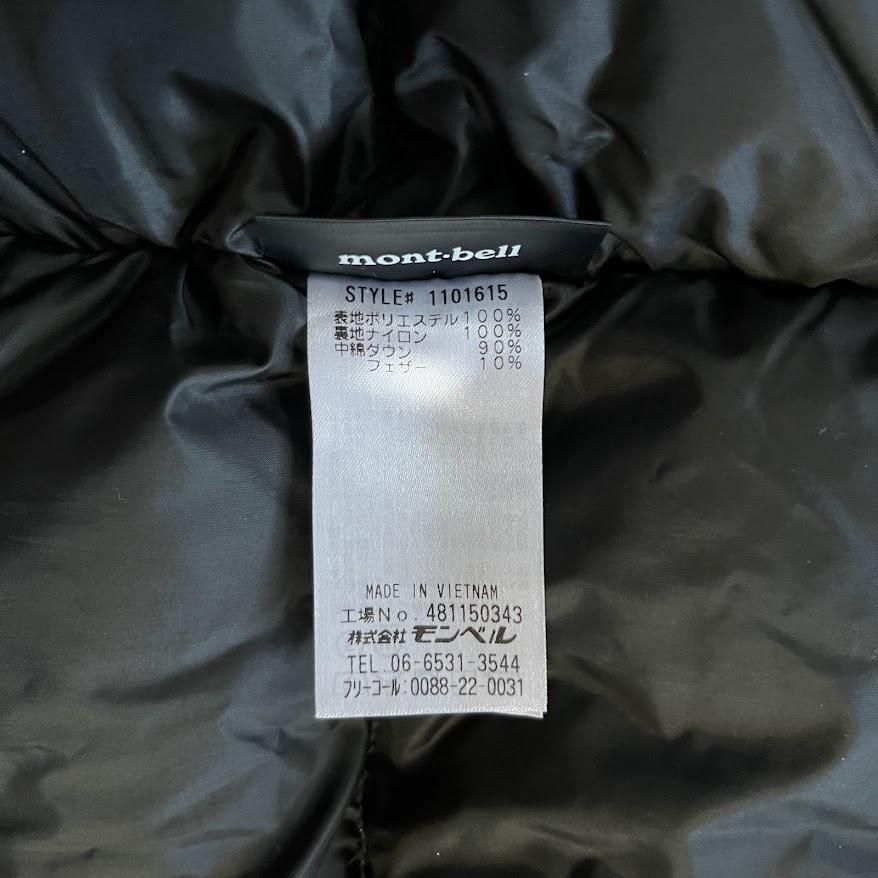 mont·bell
STYLE# 1101615
表地ポリエステル100%
裏地ナイロン 100%
中綿ダウン 90%
フェザー 10%
MADE IN VIETNAM
工場No. 481150343
株式会社モンベル
TEL.06-6531-3544
フリーコール:0088-22-0031